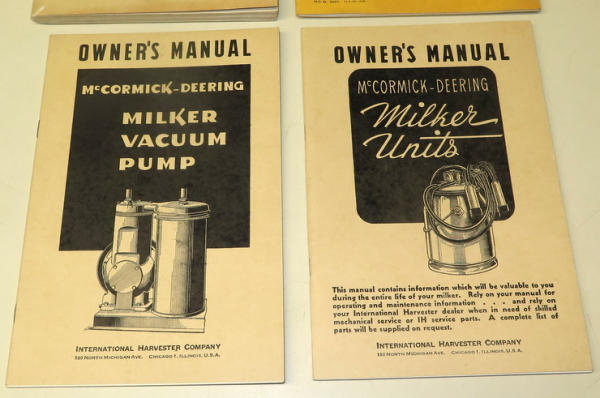 OWNER'S MANUAL
McCORMICK-DEERING
MILKER
VACUUM
PUMP
INTERNATIONAL HARVESTER COMPANY
180 NORTH MICHIGAN AVE. CHICAGO 1, ILLINOIS, U.S.A.
OWNER'S MANUAL
McCORMICK-DEERING
Milker
Units
This manual contains information which will be valuable to you
during the entire life of your milker. Rely on your manual for
operating and maintenance information . . . and rely on
your International Harvester dealer when in need of skilled
mechanical service or IH service parts. A complete list of
parts will be supplied on request.
INTERNATIONAL HARVESTER COMPANY
180 NORTH MICHIGAN AVE. CHICAGO 1, ILLINOIS, U.S.A.